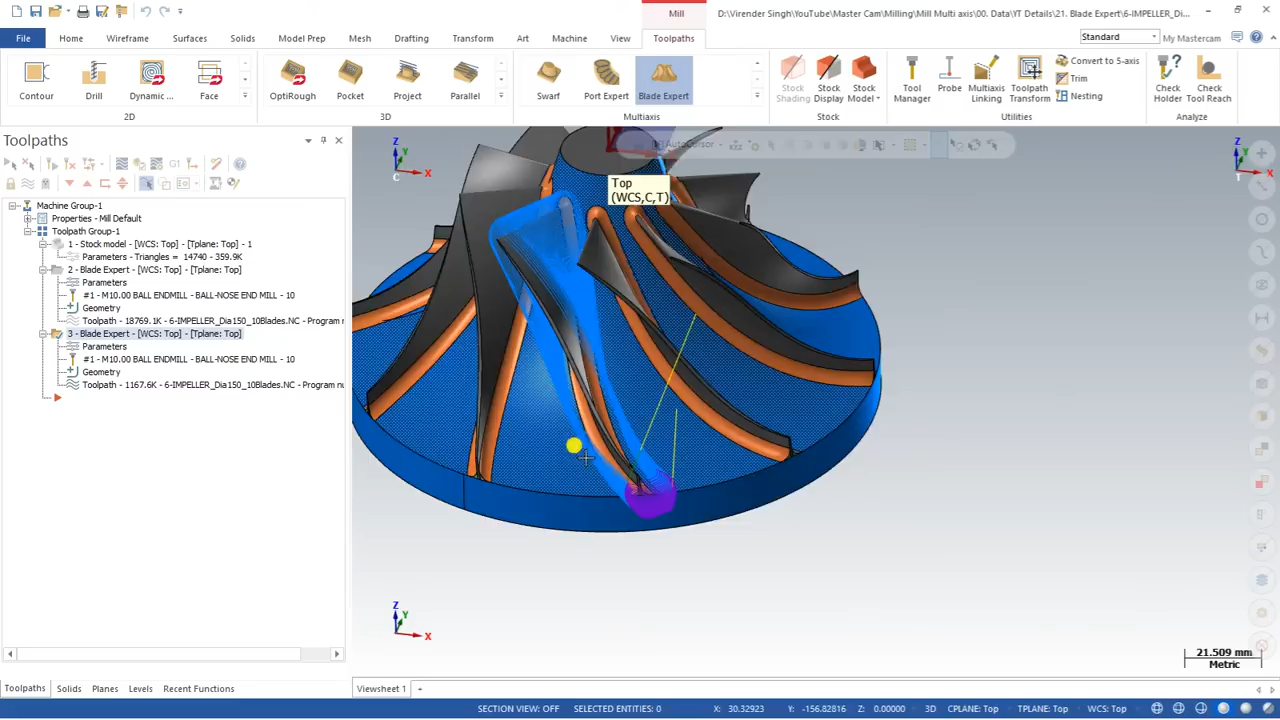 Mill
D:\Virender Singh\YouTube\Master Cam\Milling\Mill Multi axis\00. Data\YT Details\21. Blade Expert\6-IMPELLER_Di...
File
Home
Wireframe
Surfaces
Solids
Model Prep
Mesh
Drafting
Transform
Art
Machine
View
Toolpaths
Standard
My Mastercam
Contour
Drill
Dynamic ...
Face
OptiRough
Pocket
Project
Parallel
Swarf
Port Expert
Blade Expert
Stock Shading
Stock Display
Stock Model
Tool Manager
Probe
Multiaxis Linking
Toolpath Transform
Convert to 5-axis
Trim
Nesting
Check Holder
Check Tool Reach
2D
3D
Multiaxis
Stock
Utilities
Analyze
Toolpaths
AutoCursor
XYZ
G1
Machine Group-1
Properties - Mill Default
Toolpath Group-1
1 - Stock model - [WCS: Top] - [Tplane: Top] - 1
Parameters - Triangles = 14740 - 359.9K
2 - Blade Expert - [WCS: Top] - [Tplane: Top]
Parameters
#1 - M10.00 BALL ENDMILL - BALL-NOSE END MILL - 10
Geometry
Toolpath - 18769.1K - 6-IMPELLER_Dia150_10Blades.NC - Program nu
3 - Blade Expert - [WCS: Top] - [Tplane: Top]
Parameters
#1 - M10.00 BALL ENDMILL - BALL-NOSE END MILL - 10
Geometry
Toolpath - 1167.6K - 6-IMPELLER_Dia150_10Blades.NC - Program nu
Z
Y
X
C
Top
(WCS,C,T)
Z
Y
X
T
Z
Y
X
21.509 mm
Metric
Toolpaths
Solids
Planes
Levels
Recent Functions
Viewsheet 1
+
SECTION VIEW: OFF
SELECTED ENTITIES: 0
X: 30.32923
Y: -156.82816
Z: 0.00000
3D
CPLANE: Top
TPLANE: Top
WCS: Top